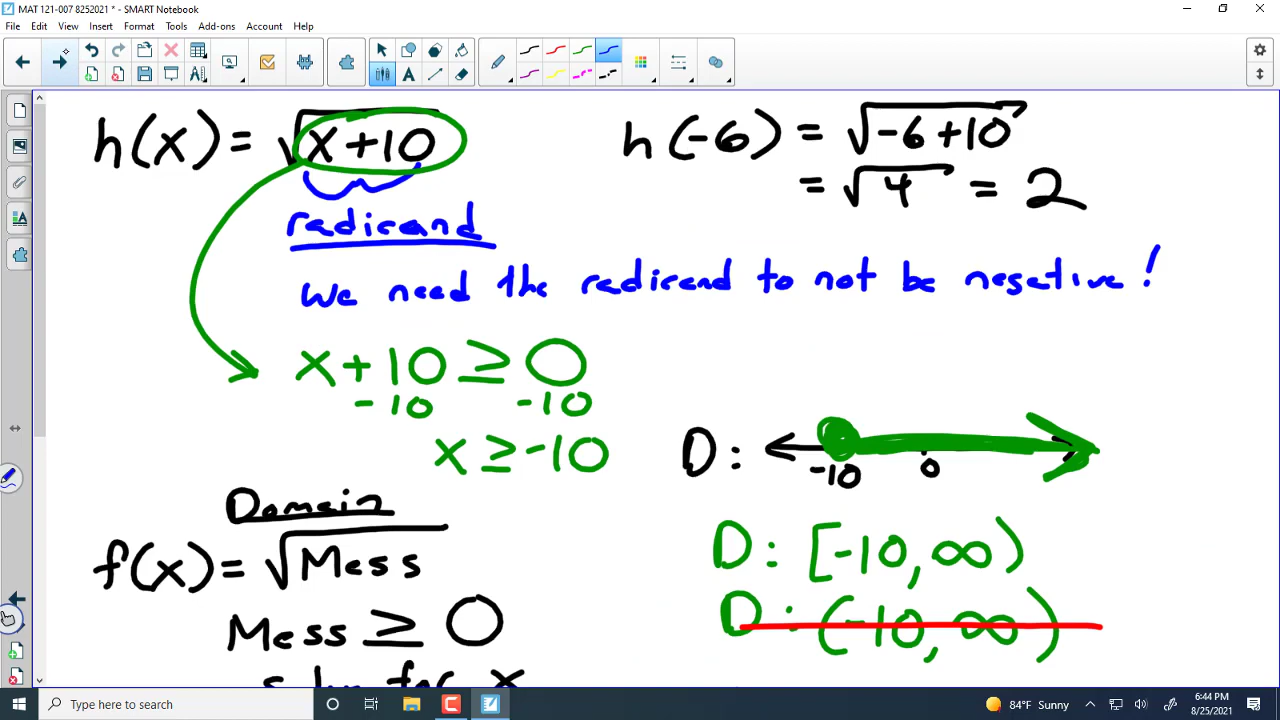 MAT 121-007 8252021 * - SMART Notebook
File Edit View Insert Format Tools Add-ons Account Help
h(x) = √x+10
radicand
We need the radicand to not be negative!
x+10 ≥ 0
-10 -10
x ≥ -10
Domain
f(x) = √Mess
Mess ≥ 0
solve for x
h(-6) = √-6+10
= √4 = 2
D:
-10 0
D: [-10, ∞)
D: (-10, ∞)
Type here to search
84°F Sunny
6:44 PM
8/25/2021